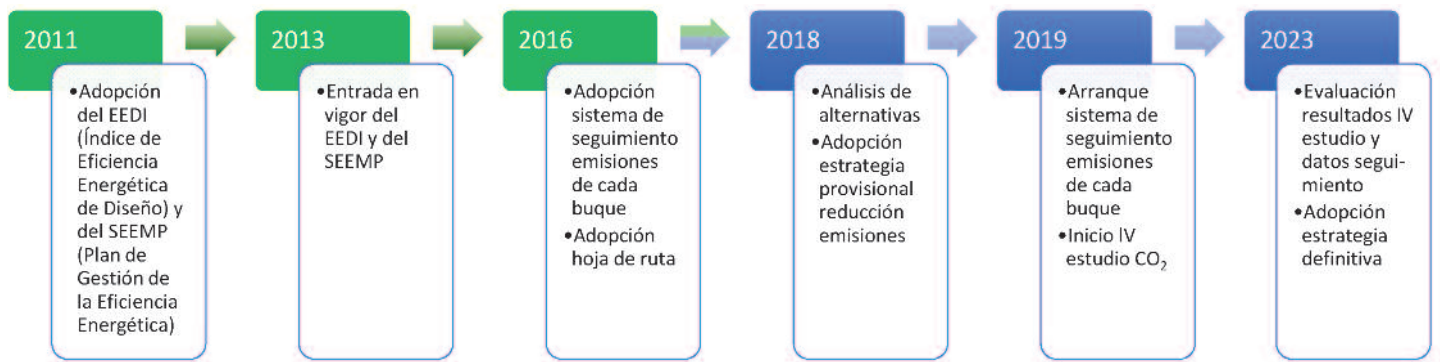 2011
•Adopción
del EEDI
(Índice de
Eficiencia
Energética
de Diseño) y
del SEEMP
(Plan de
Gestión de
la Eficiencia
Energética)
2013
•Entrada en
vigor del
EEDI y del
SEEMP
2016
•Adopción
sistema de
seguimiento
emisiones
de cada
buque
•Adopción
hoja de ruta
2018
•Análisis de
alternativas
•Adopción
estrategia
provisional
reducción
emisiones
2019
•Arranque
sistema de
seguimiento
emisiones
de cada
buque
•Inicio IV
estudio CO₂
2023
•Evaluación
resultados IV
estudio y
datos segui-
miento
•Adopción
estrategia
definitiva